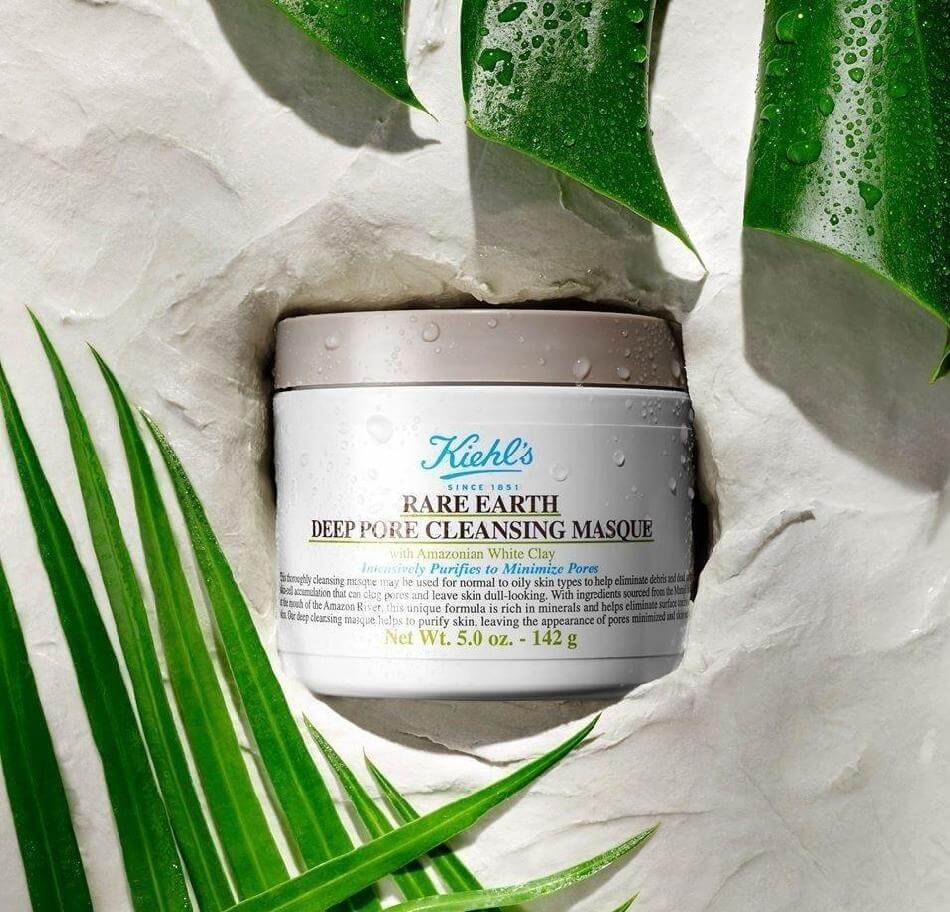 Kiehl's
SINCE 1851
RARE EARTH
DEEP PORE CLEANSING MASQUE
with Amazonian White Clay
Intensively Purifies to Minimize Pores
This thoroughly cleansing masque may be used for normal to oily skin types to help eliminate debris and dead
skin-cell accumulation that can clog pores and leave skin dull-looking. With ingredients sourced from the
at the mouth of the Amazon River, this unique formula is rich in minerals and helps eliminate surface
Our deep cleansing masque helps to purify skin, leaving the appearance of pores minimized and
Net Wt. 5.0 oz. - 142 g